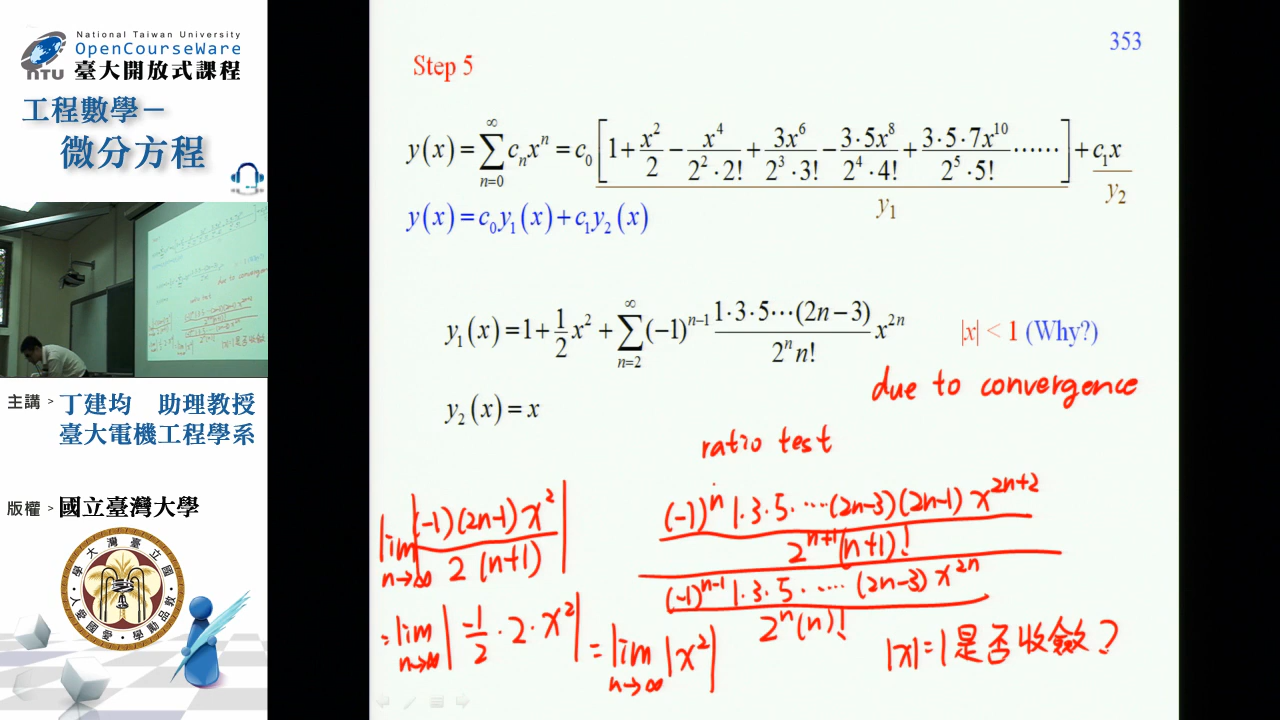 National Taiwan University
OpenCourseWare
NTU 臺大開放式課程
工程數學－
微分方程
主講 > 丁建均 助理教授
臺大電機工程學系
版權 > 國立臺灣大學
353
Step 5
y(x) = ∑_{n=0}^{∞} c_n x^n = c_0 [1 + x^2/2 − x^4/(2^2·2!) + 3x^6/(2^3·3!) − 3·5x^8/(2^4·4!) + 3·5·7x^10/(2^5·5!) ……] + c_1x
y_1 y_2
y(x) = c_0y_1(x) + c_1y_2(x)
y_1(x) = 1 + 1/2 x^2 + ∑_{n=2}^{∞} (−1)^{n−1} 1·3·5⋯(2n−3)/(2^n n!) x^{2n} |x| < 1 (Why?)
due to convergence
y_2(x) = x
ratio test
lim_{n→∞} |(-1)(2n-1)x^2 / 2(n+1)|
(-1)^n 1·3·5·…(2n-3)(2n-1) x^{2n+2}
2^{n+1}(n+1)!
(-1)^{n-1} 1·3·5·…·(2n-3) x^{2n}
2^n(n)!
= lim_{n→∞} |-1/2 · 2 · x^2| = lim_{n→∞} |x^2|
|x|=1是否收斂?